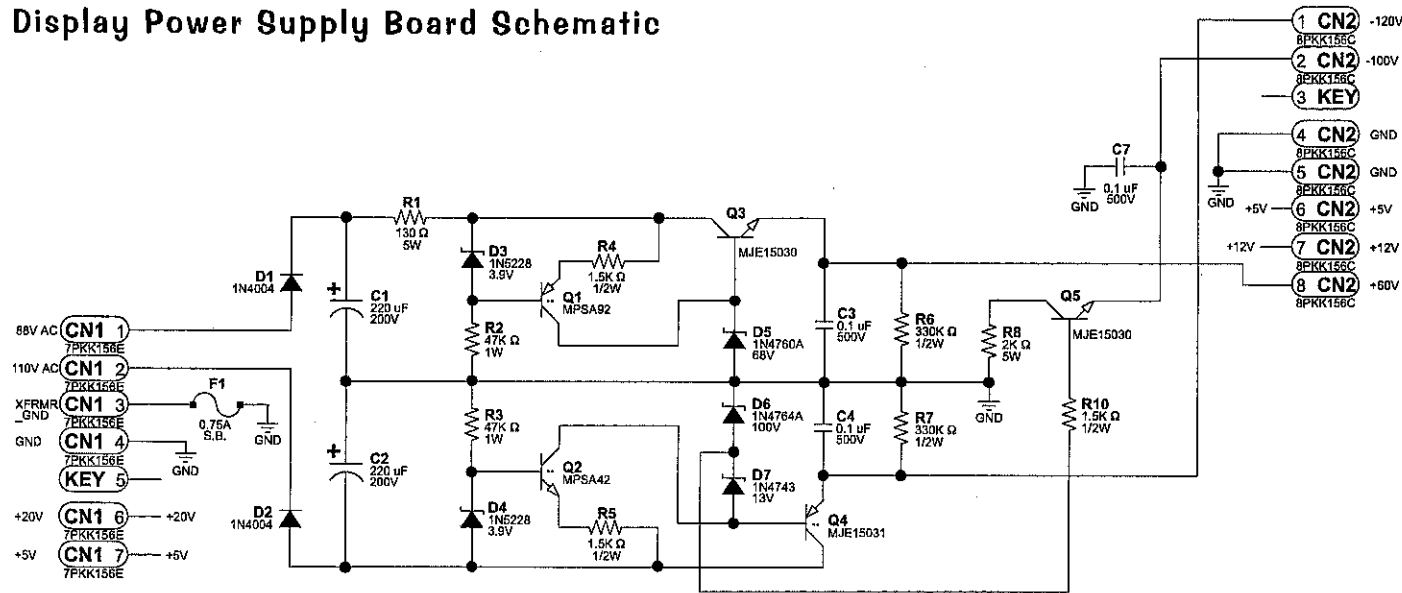 Display Power Supply Board Schematic
1 CN2 -120V
8PKK156C
2 CN2 -100V
8PKK156C
3 KEY
4 CN2 GND
8PKK156C
5 CN2 GND
8PKK156C
GND
+5V 6 CN2 +5V
8PKK156C
+12V 7 CN2 +12V
8PKK156C
8 CN2 +60V
8PKK156C
C7
0.1 uF
500V
GND
R1
130 Ω
5W
Q3
MJE15030
D3
1N5228
3.9V
R4
1.5K Ω
1/2W
D1
1N4004
+
C1
220 uF
200V
Q1
MPSA92
R2
47K Ω
1W
D5
1N4760A
68V
C3
0.1 uF
500V
R6
330K Ω
1/2W
R8
2K Ω
5W
Q5
MJE15030
88V AC CN1 1
7PKK156E
110V AC CN1 2
7PKK156E
XFRMR
_GND
CN1 3
7PKK156E
F1
0.75A
S.B.
GND
GND CN1 4
7PKK156E
GND
KEY 5
+20V CN1 6 +20V
7PKK156E
+5V CN1 7 +5V
7PKK156E
R3
47K Ω
1W
D6
1N4764A
100V
C4
0.1 uF
500V
R7
330K Ω
1/2W
GND
R10
1.5K Ω
1/2W
+
C2
220 uF
200V
Q2
MPSA42
D7
1N4743
13V
D2
1N4004
D4
1N5228
3.9V
R5
1.5K Ω
1/2W
Q4
MJE15031